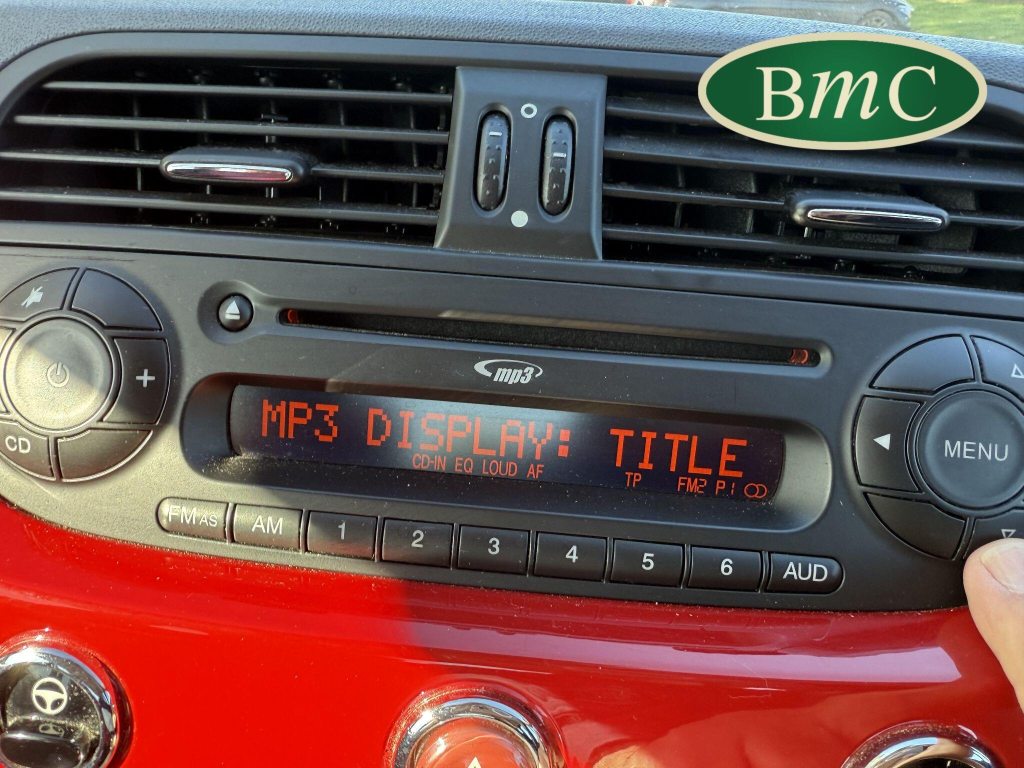 BmC
mp3
MP3 DISPLAY: TITLE
CD-IN EQ LOUD AF TP FM2 P1
CD
MENU
FM AS AM 1 2 3 4 5 6 AUD